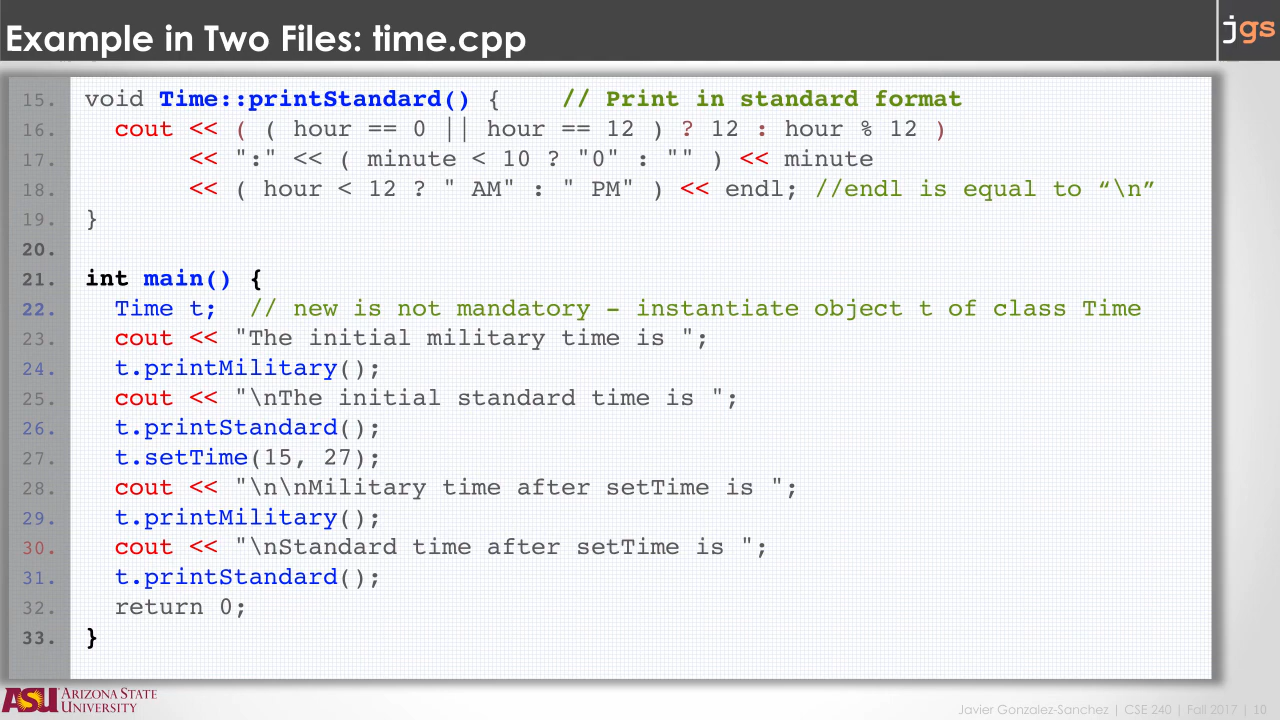 Example in Two Files: time.cpp
jgs
15. void Time::printStandard() { // Print in standard format
16. cout << ( ( hour == 0 || hour == 12 ) ? 12 : hour % 12 )
17. << ":" << ( minute < 10 ? "0" : "" ) << minute
18. << ( hour < 12 ? " AM" : " PM" ) << endl; //endl is equal to “\n”
19. }
20.
21. int main() {
22. Time t; // new is not mandatory – instantiate object t of class Time
23. cout << "The initial military time is ";
24. t.printMilitary();
25. cout << "\nThe initial standard time is ";
26. t.printStandard();
27. t.setTime(15, 27);
28. cout << "\n\nMilitary time after setTime is ";
29. t.printMilitary();
30. cout << "\nStandard time after setTime is ";
31. t.printStandard();
32. return 0;
33. }
ASU ARIZONA STATE
UNIVERSITY
Javier Gonzalez-Sanchez | CSE 240 | Fall 2017 | 10